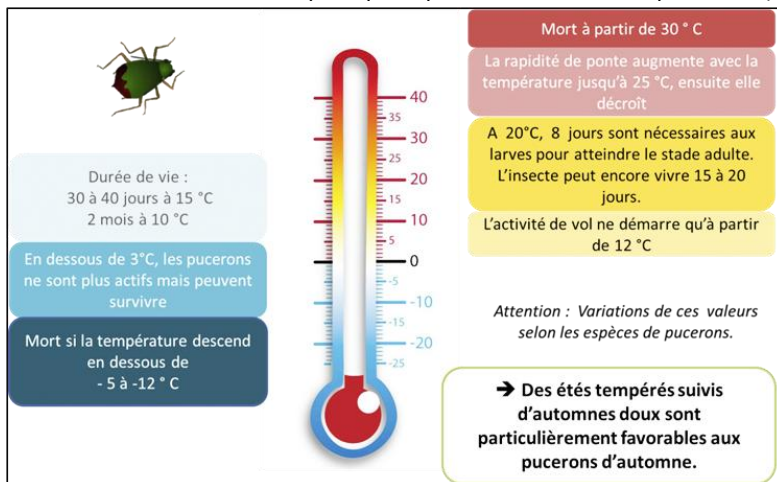 Durée de vie :
30 à 40 jours à 15 °C
2 mois à 10 °C
En dessous de 3°C, les pucerons
ne sont plus actifs mais peuvent
survivre
Mort si la température descend
en dessous de
- 5 à -12 ° C
40
35
30
25
20
15
10
5
0
-5
-10
-15
-20
-25
Mort à partir de 30 ° C
La rapidité de ponte augmente avec la
température jusqu'à 25 °C, ensuite elle
décroît
A 20°C, 8 jours sont nécessaires aux
larves pour atteindre le stade adulte.
L'insecte peut encore vivre 15 à 20
jours.
L'activité de vol ne démarre qu'à partir
de 12 °C
Attention : Variations de ces valeurs
selon les espèces de pucerons.
➔ Des étés tempérés suivis
d'automnes doux sont
particulièrement favorables aux
pucerons d'automne.